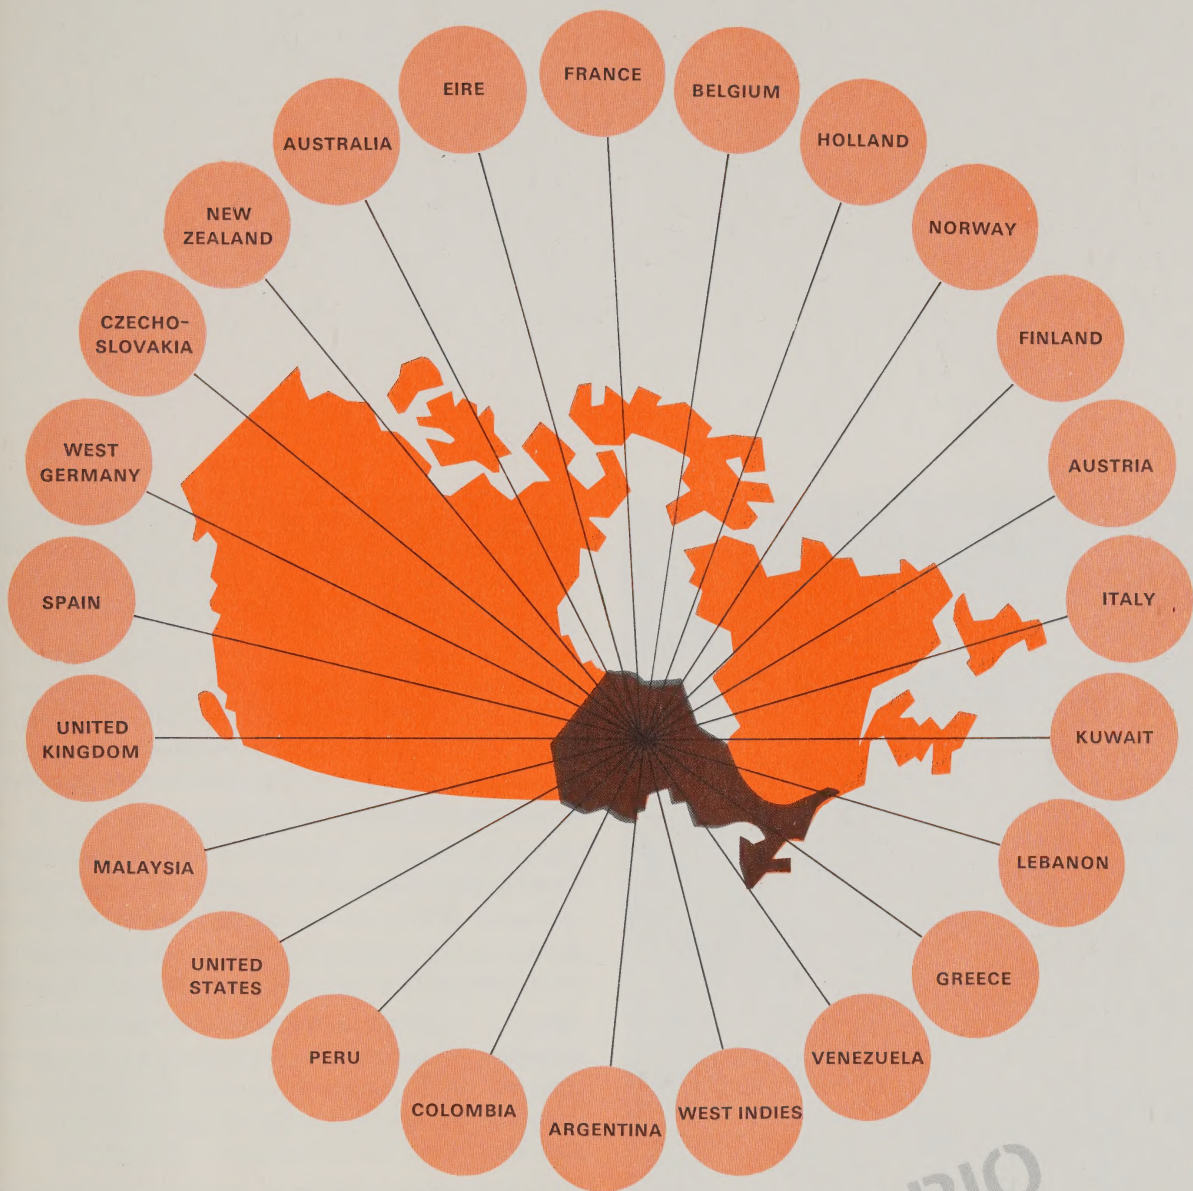 FRANCE
BELGIUM
HOLLAND
NORWAY
FINLAND
AUSTRIA
ITALY
KUWAIT
LEBANON
GREECE
VENEZUELA
WEST INDIES
ARGENTINA
COLOMBIA
PERU
UNITED
STATES
MALAYSIA
UNITED
KINGDOM
SPAIN
WEST
GERMANY
CZECHO-
SLOVAKIA
NEW
ZEALAND
AUSTRALIA
EIRE